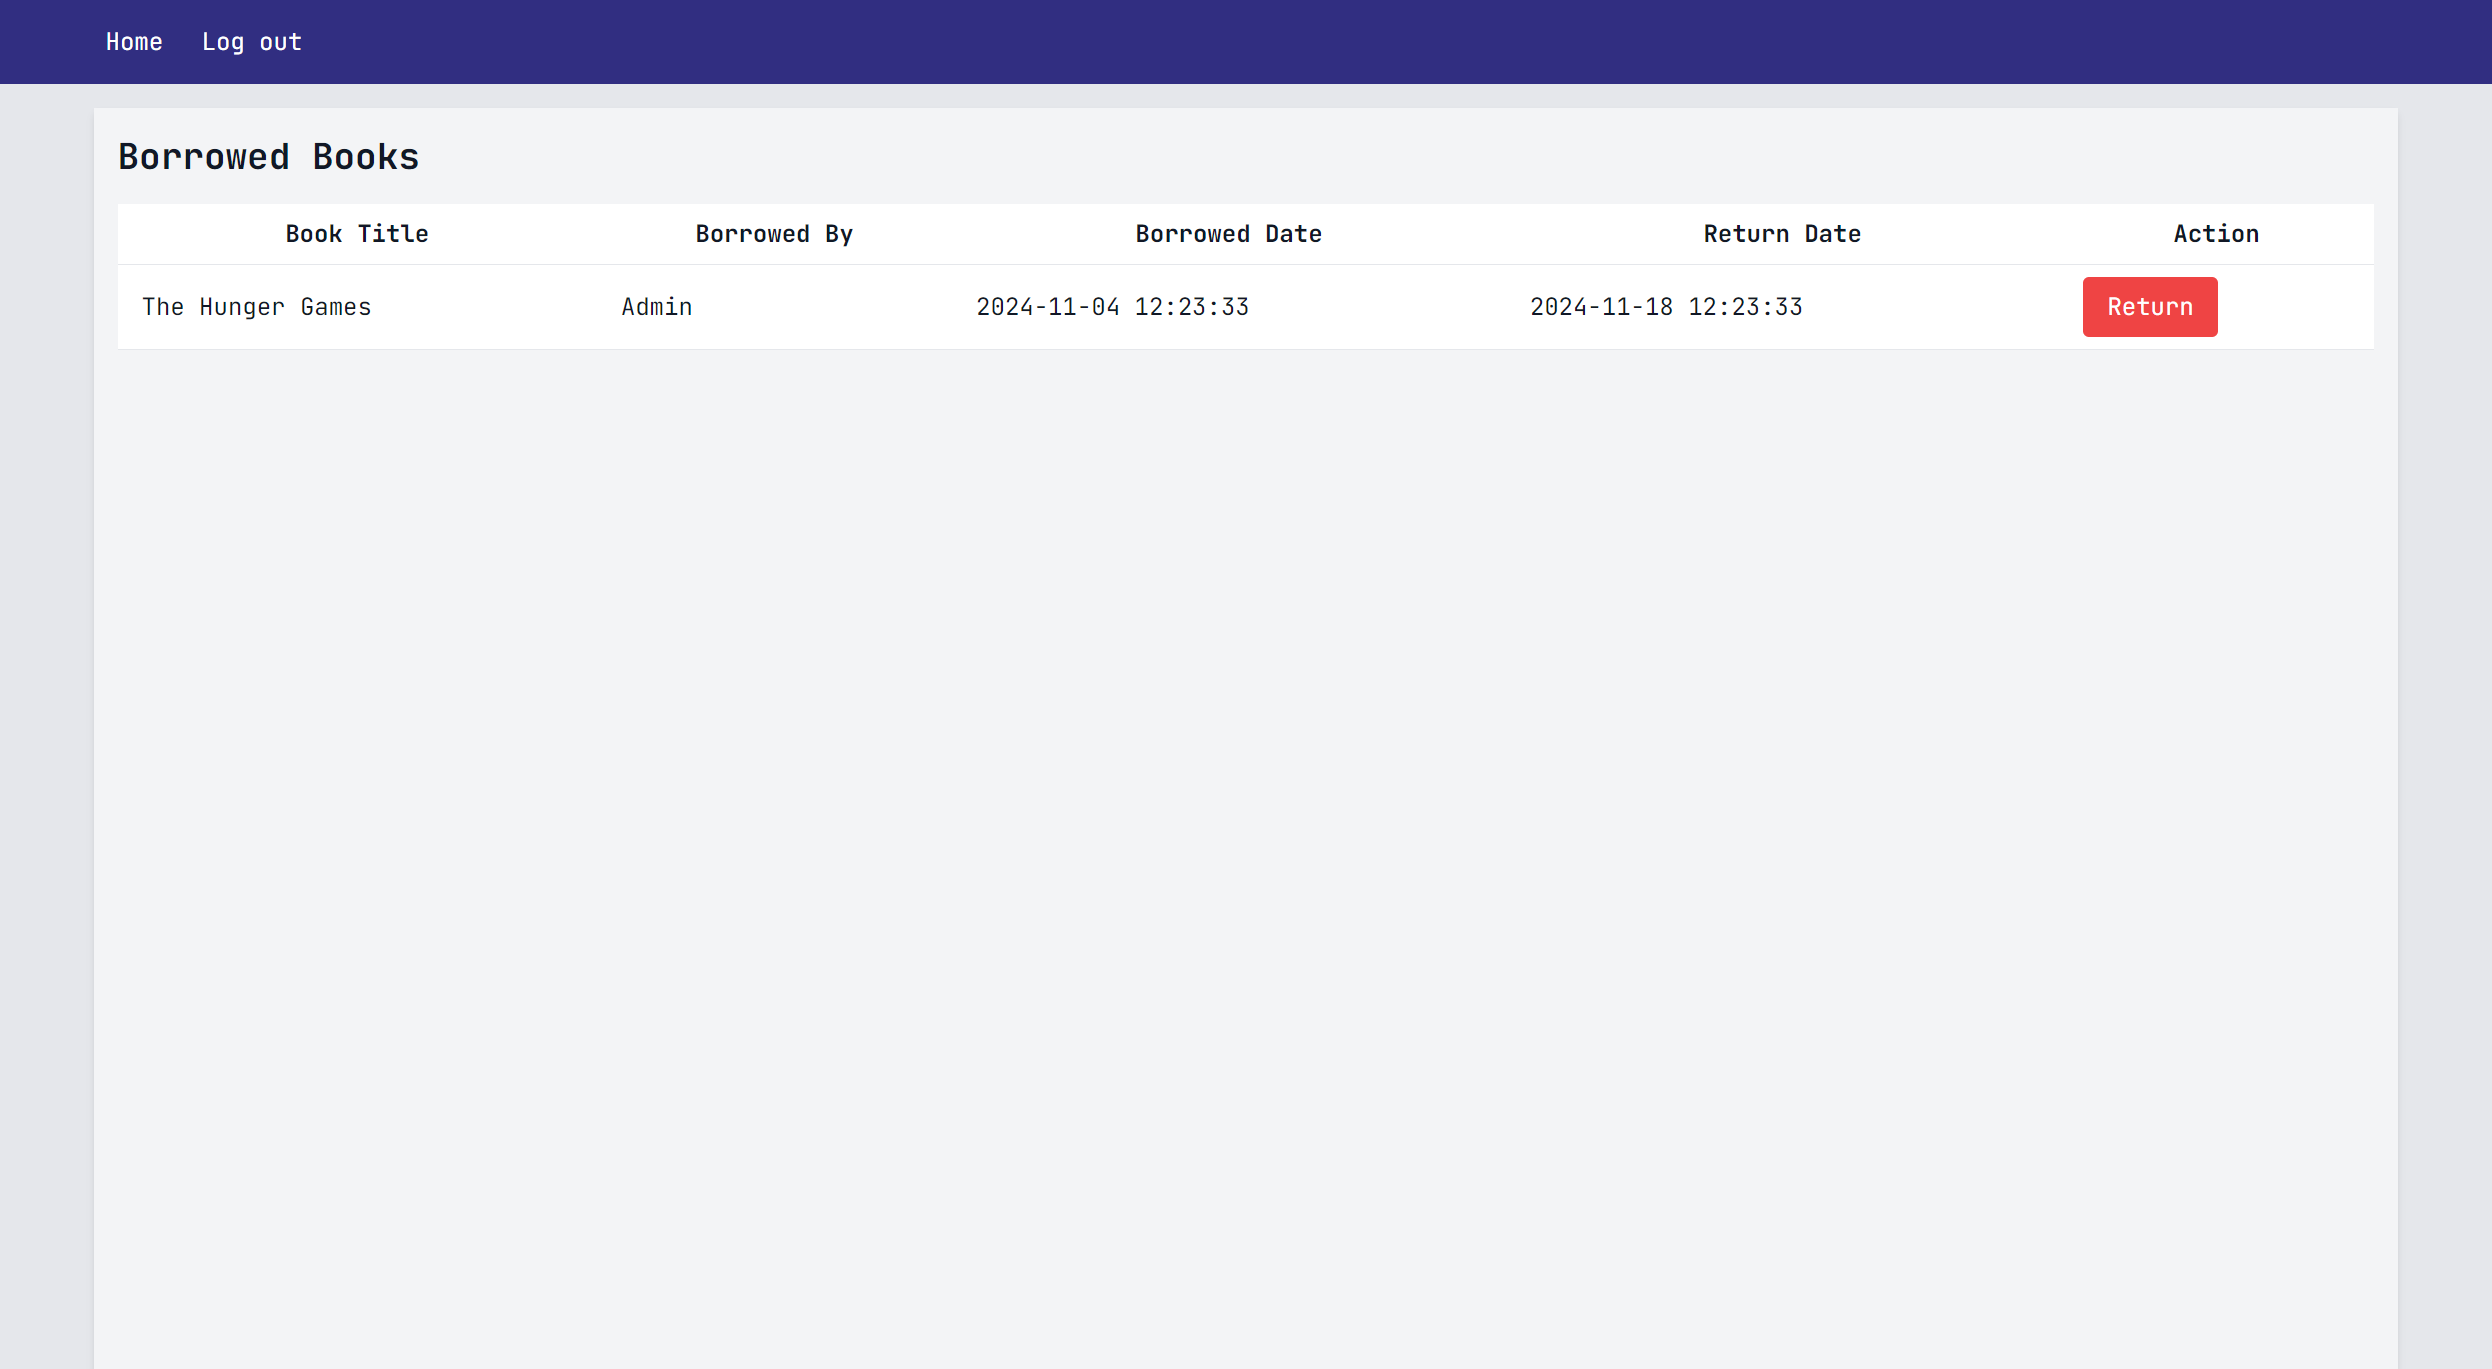 Home Log out
Borrowed Books
Book Title Borrowed By Borrowed Date Return Date Action
The Hunger Games Admin 2024-11-04 12:23:33 2024-11-18 12:23:33 Return